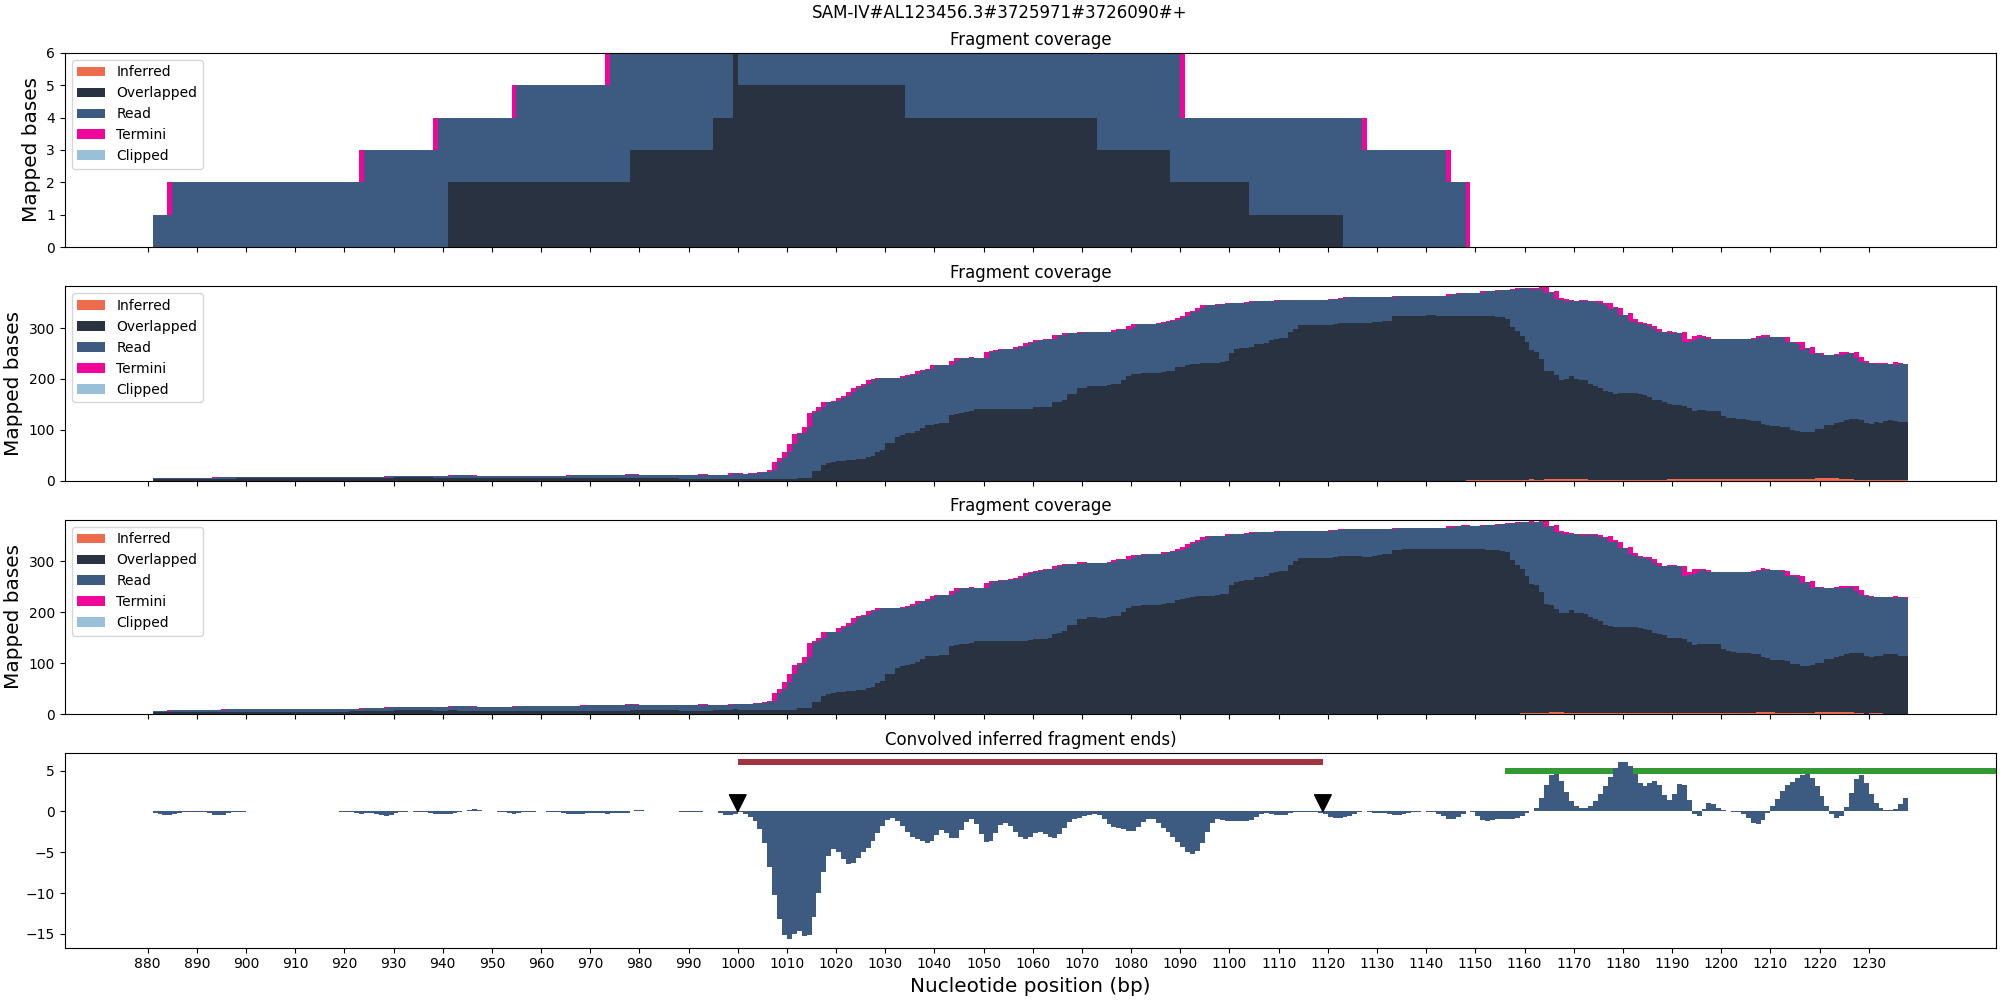 SAM-IV#AL123456.3#3725971#3726090#+
Fragment coverage
Mapped bases
6
5
4
3
2
1
0
Inferred
Overlapped
Read
Termini
Clipped
Fragment coverage
Mapped bases
300
200
100
0
Inferred
Overlapped
Read
Termini
Clipped
Fragment coverage
Mapped bases
300
200
100
0
Inferred
Overlapped
Read
Termini
Clipped
Convolved inferred fragment ends)
5
0
−5
−10
−15
880 890 900 910 920 930 940 950 960 970 980 990 1000 1010 1020 1030 1040 1050 1060 1070 1080 1090 1100 1110 1120 1130 1140 1150 1160 1170 1180 1190 1200 1210 1220 1230
Nucleotide position (bp)